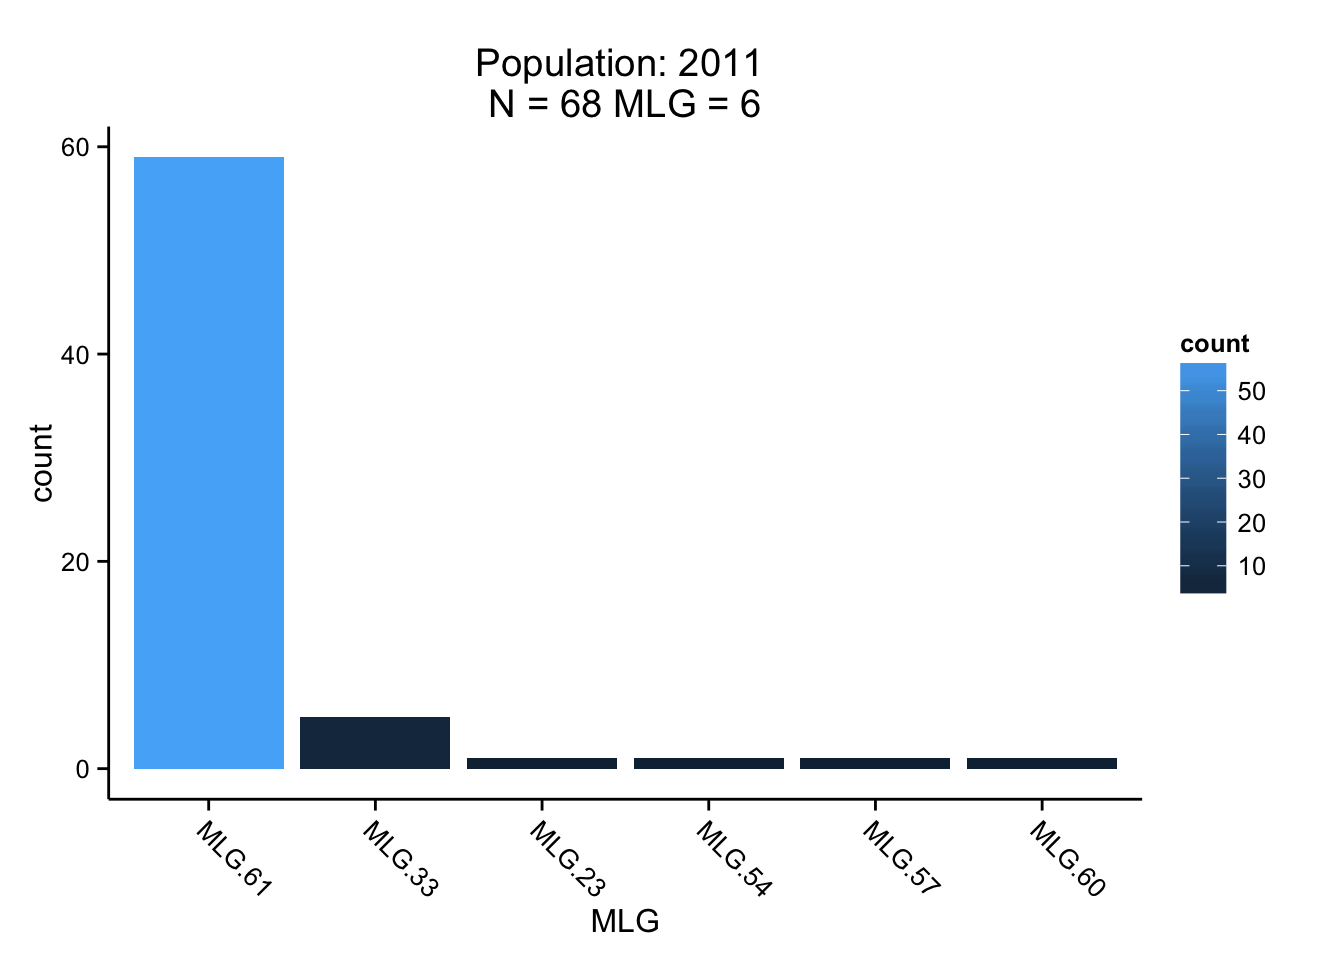 Population: 2011
N = 68 MLG = 6
60
40
20
0
count
MLG.61
MLG.33
MLG.23
MLG.54
MLG.57
MLG.60
MLG
count
50
40
30
20
10